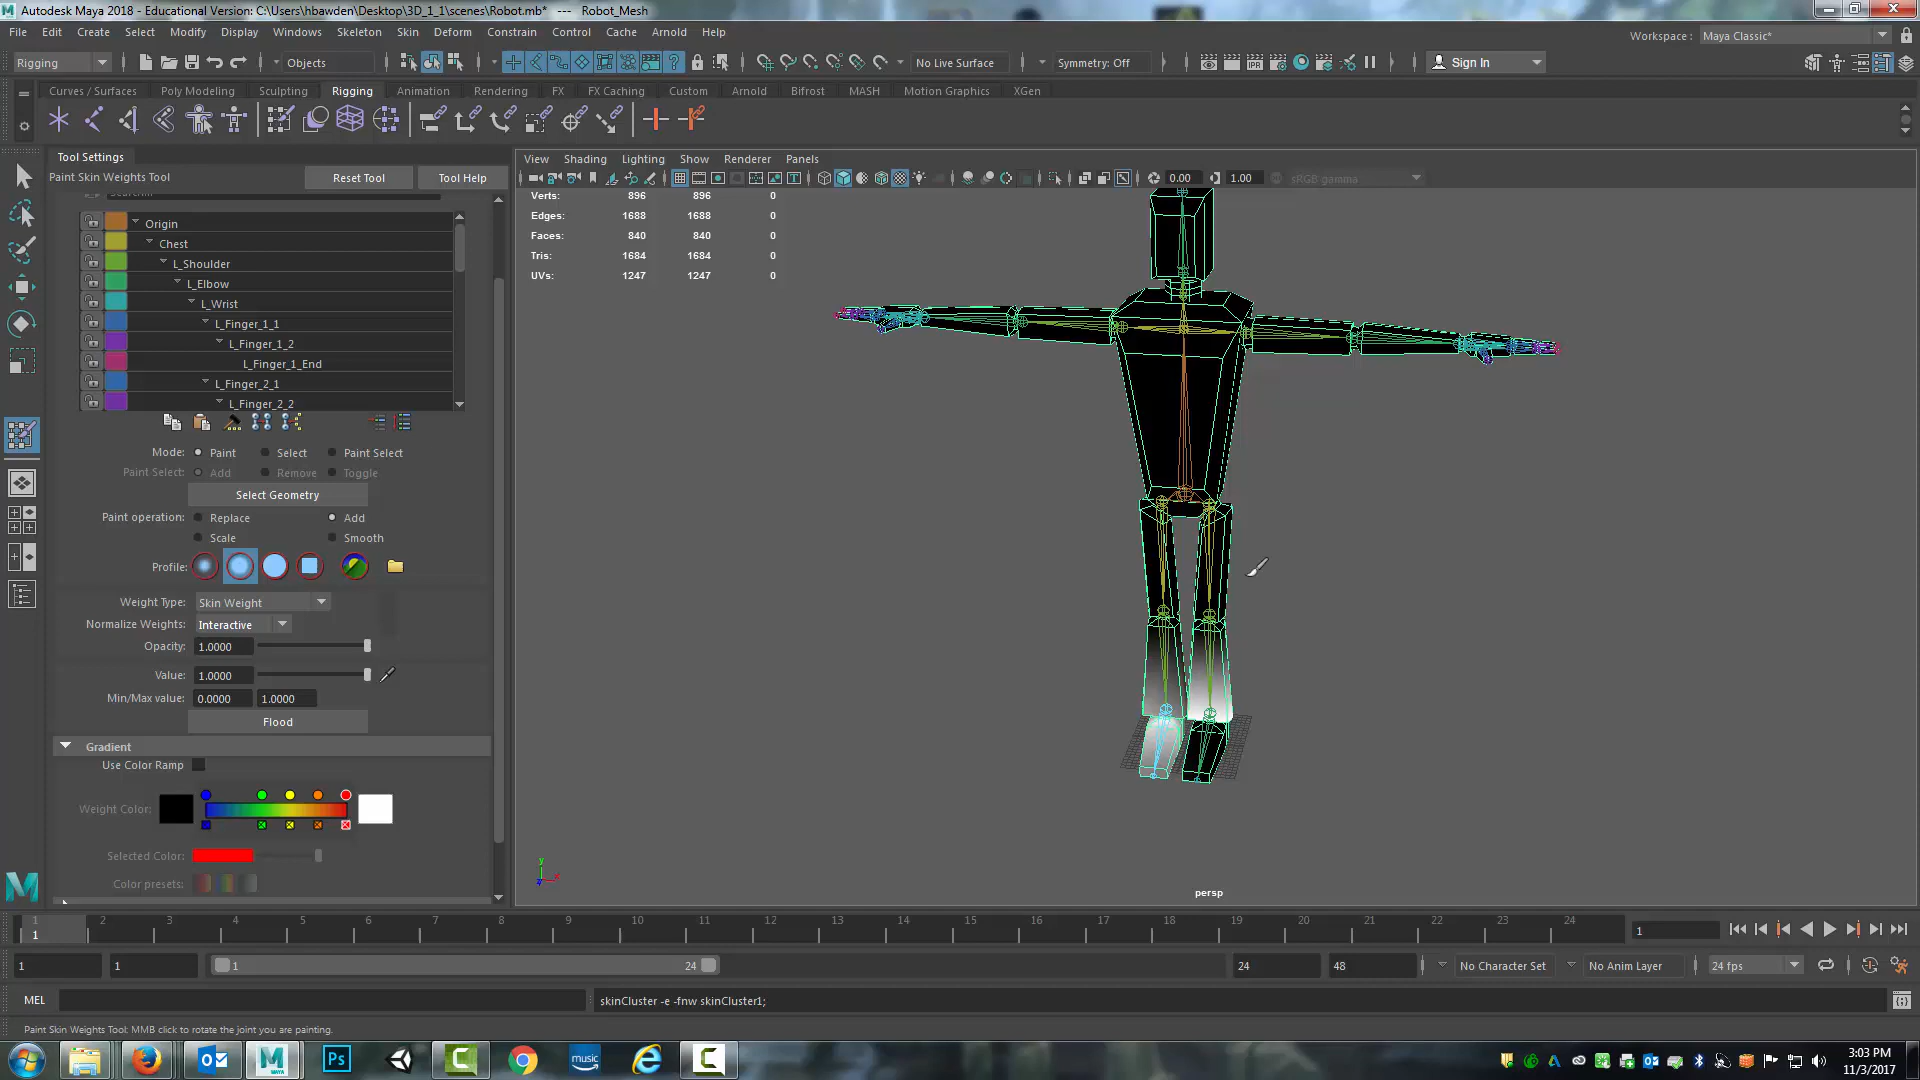 Autodesk Maya 2018 - Educational Version: C:\Users\hbawden\Desktop\3D_1_1\scenes\Robot.mb* --- Robot_Mesh
File Edit Create Select Modify Display Windows Skeleton Skin Deform Constrain Control Cache Arnold Help
Workspace : Maya Classic*
Rigging Objects No Live Surface Symmetry: Off Sign In
Curves / Surfaces Poly Modeling Sculpting Rigging Animation Rendering FX FX Caching Custom Arnold Bifrost MASH Motion Graphics XGen
Tool Settings
Paint Skin Weights Tool Reset Tool Tool Help
Origin
Chest
L_Shoulder
L_Elbow
L_Wrist
L_Finger_1_1
L_Finger_1_2
L_Finger_1_End
L_Finger_2_1
L_Finger_2_2
Mode: Paint Select Paint Select
Paint Select: Add Remove Toggle
Select Geometry
Paint operation: Replace Add
Scale Smooth
Profile:
Weight Type: Skin Weight
Normalize Weights: Interactive
Opacity: 1.0000
Value: 1.0000
Min/Max value: 0.0000 1.0000
Flood
Gradient
Use Color Ramp
Weight Color:
Selected Color:
Color presets:
View Shading Lighting Show Renderer Panels
0.00 1.00 sRGB gamma
Verts: 896 896 0
Edges: 1688 1688 0
Faces: 840 840 0
Tris: 1684 1684 0
UVs: 1247 1247 0
y
x
z
persp
1 2 3 4 5 6 7 8 9 10 11 12 13 14 15 16 17 18 19 20 21 22 23 24
1 1
1 1 1 24 24 48 No Character Set No Anim Layer 24 fps
MEL skinCluster -e -fnw skinCluster1;
Paint Skin Weights Tool: MMB click to rotate the joint you are painting.
MAYA
Ps
music
3:03 PM
11/3/2017